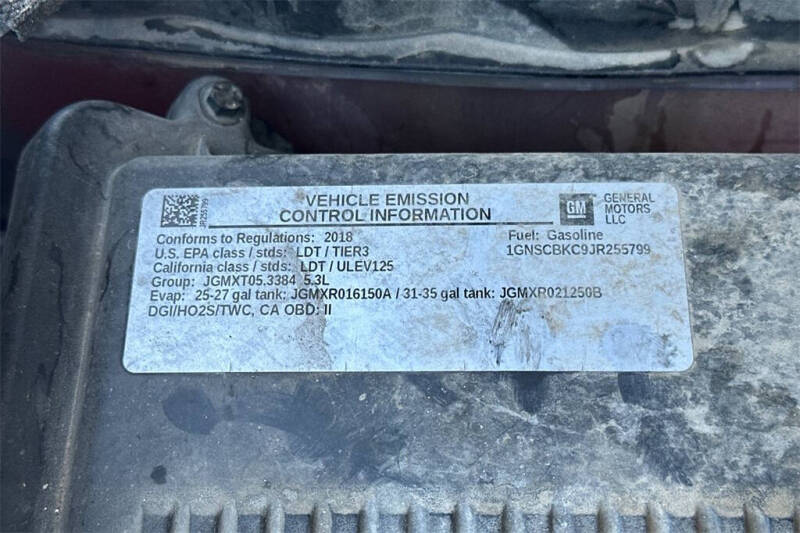 VEHICLE EMISSION
CONTROL INFORMATION
GM
GENERAL
MOTORS
LLC
JR255799
Conforms to Regulations: 2018
Fuel: Gasoline
U.S. EPA class / stds: LDT / TIER3
1GNSCBKC9JR255799
California class / stds: LDT / ULEV125
Group: JGMXT05.3384 5.3L
Evap: 25-27 gal tank: JGMXR016150A / 31-35 gal tank: JGMXR021250B
DGI/HO2S/TWC, CA OBD: II